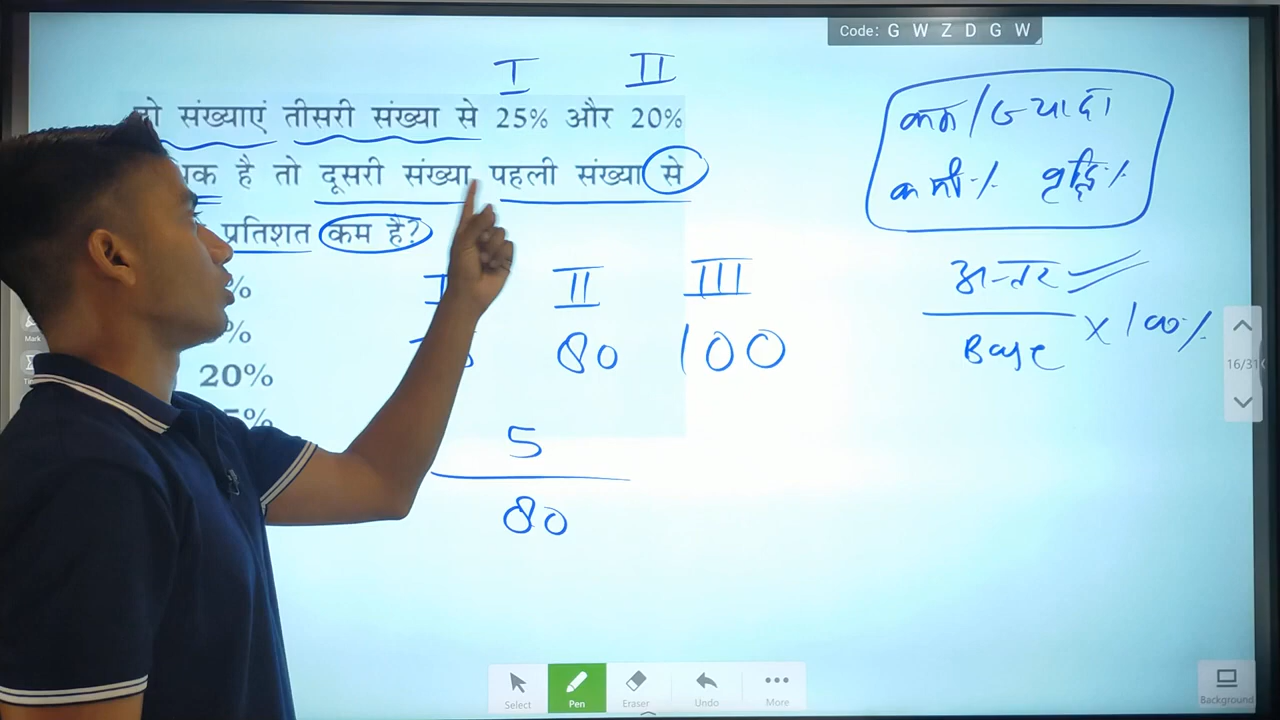 Code: G W Z D G W
I II
दो संख्याएं तीसरी संख्या से 25% और 20%
है तो दूसरी संख्या पहली संख्या से
प्रतिशत कम है?
20%
II III
80 100
5
80
कम/ज्यादा
कमी% वृद्धि%
अन्तर
Base × 100%
16/31
Select Pen Eraser Undo More
Background
Mark